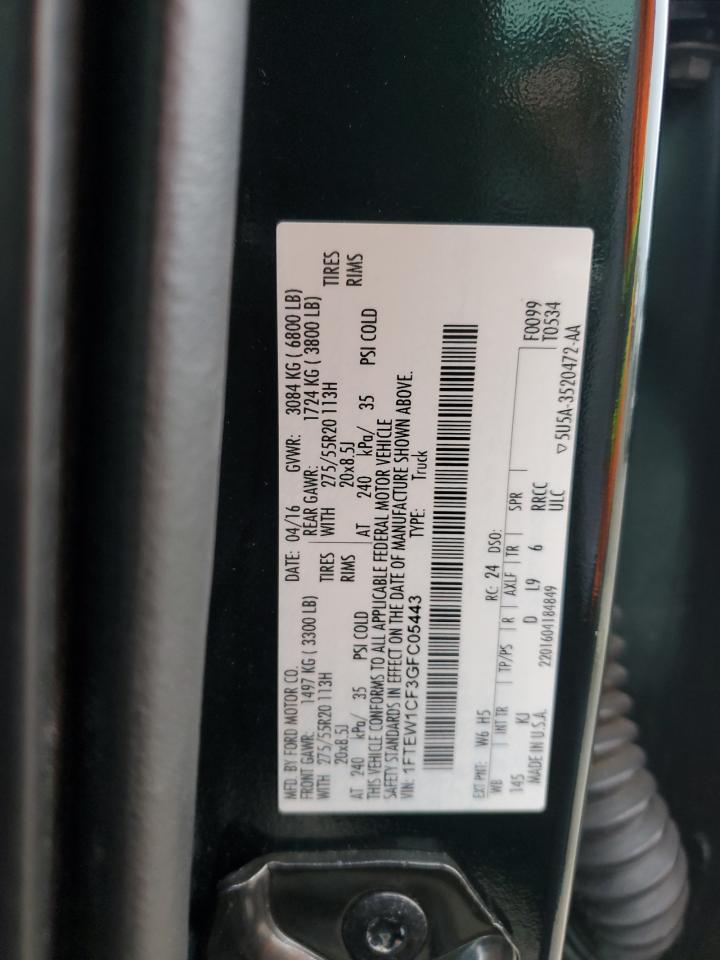 MFD. BY FORD MOTOR CO. DATE: 04/16 GVWR: 3084 KG ( 6800 LB)
FRONT GAWR: 1497 KG ( 3300 LB) REAR GAWR: 1724 KG ( 3800 LB)
WITH 275/55R20 113H TIRES WITH 275/55R20 113H TIRES
20x8.5J RIMS 20x8.5J RIMS
AT 240 kPa/ 35 PSI COLD AT 240 kPa/ 35 PSI COLD
THIS VEHICLE CONFORMS TO ALL APPLICABLE FEDERAL MOTOR VEHICLE
SAFETY STANDARDS IN EFFECT ON THE DATE OF MANUFACTURE SHOWN ABOVE.
VIN: 1FTEW1CF3GFC05443 TYPE: Truck
EXT PNT: W6 H5 RC: 24 DSO: F0099
WB INT TR TP/PS R AXLE TR SPR T0534
145 KJ D L9 6 RRCC
MADE IN U.S.A. 2201604184849 ULC ▽5U5A-3520472-AA